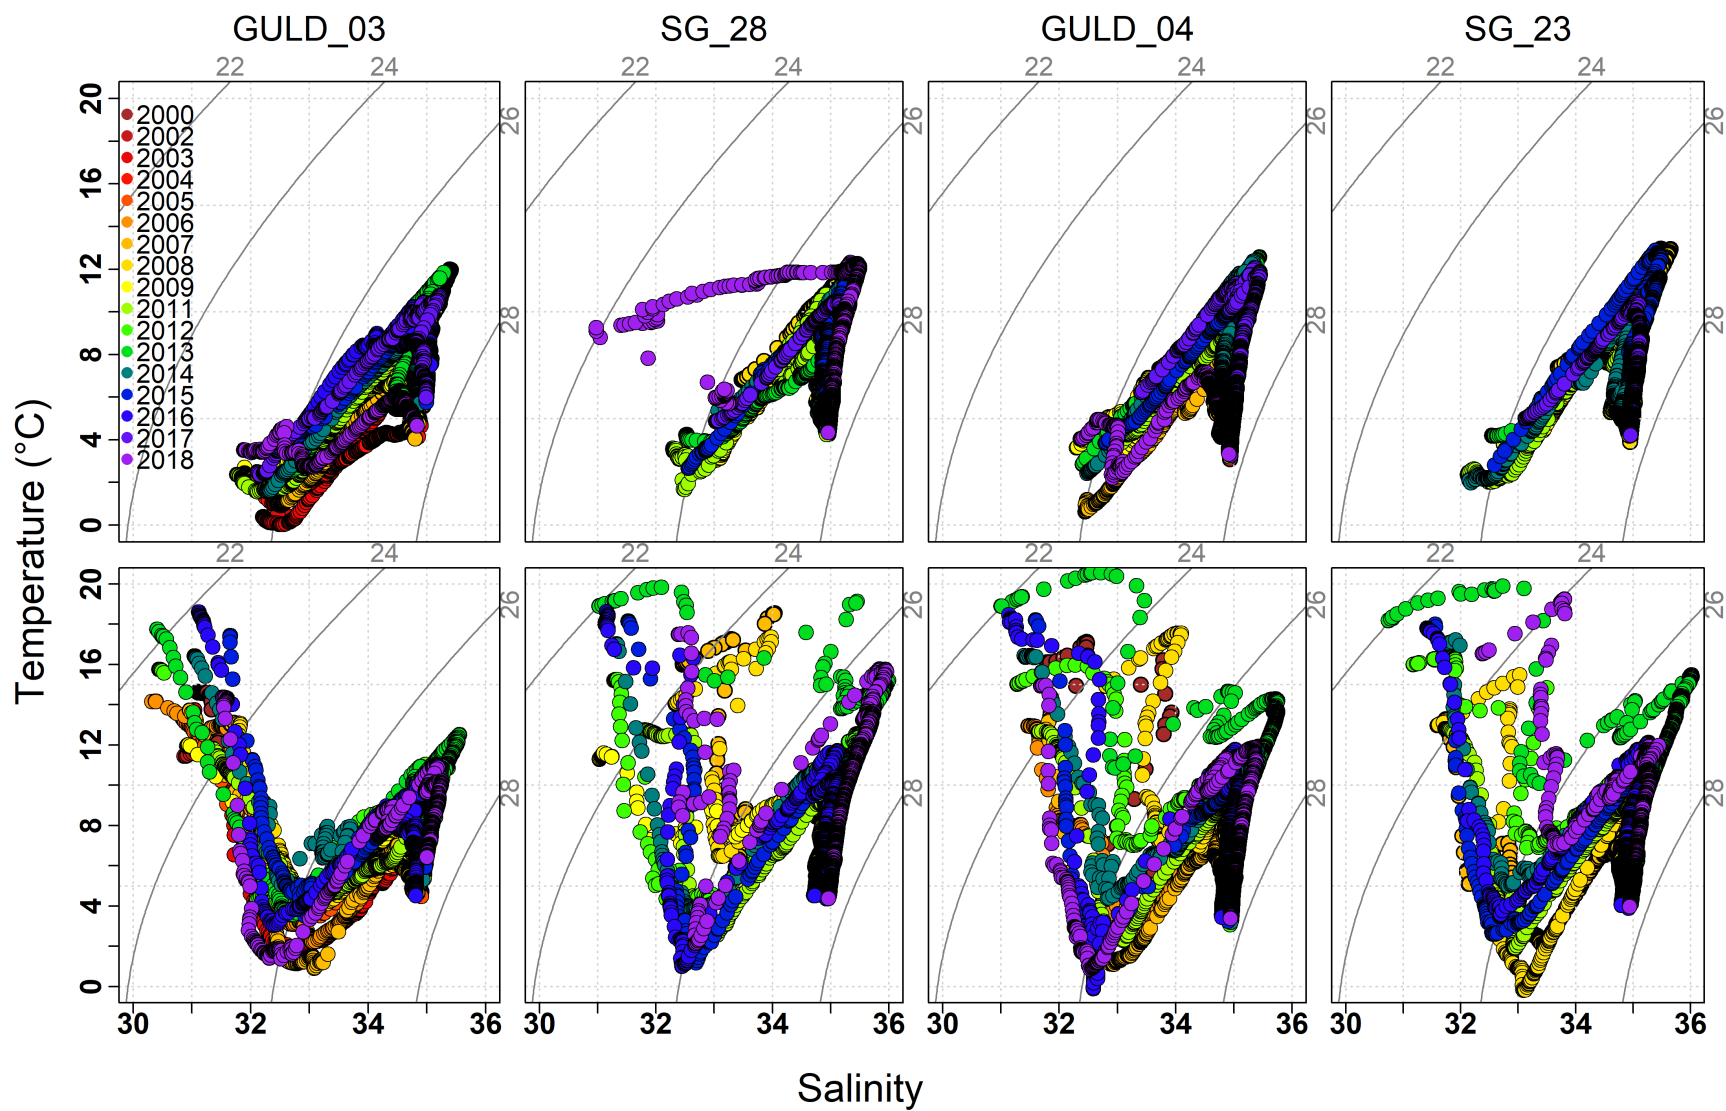 GULD_03 SG_28 GULD_04 SG_23
22 24 22 24 22 24 22 24
20
2000
2002
26 26 26 26
2003
2004
16
2005
2006
2007
12
2008
2009
2011
28 28 28 28
2012
8
2013
2014
2015
2016
4
2017
2018
0
Temperature (°C)
22 24 22 24 22 24 22 24
20
26 26 26 26
16
12
28 28 28 28
8
4
0
30 32 34 36 30 32 34 36 30 32 34 36 30 32 34 36
Salinity